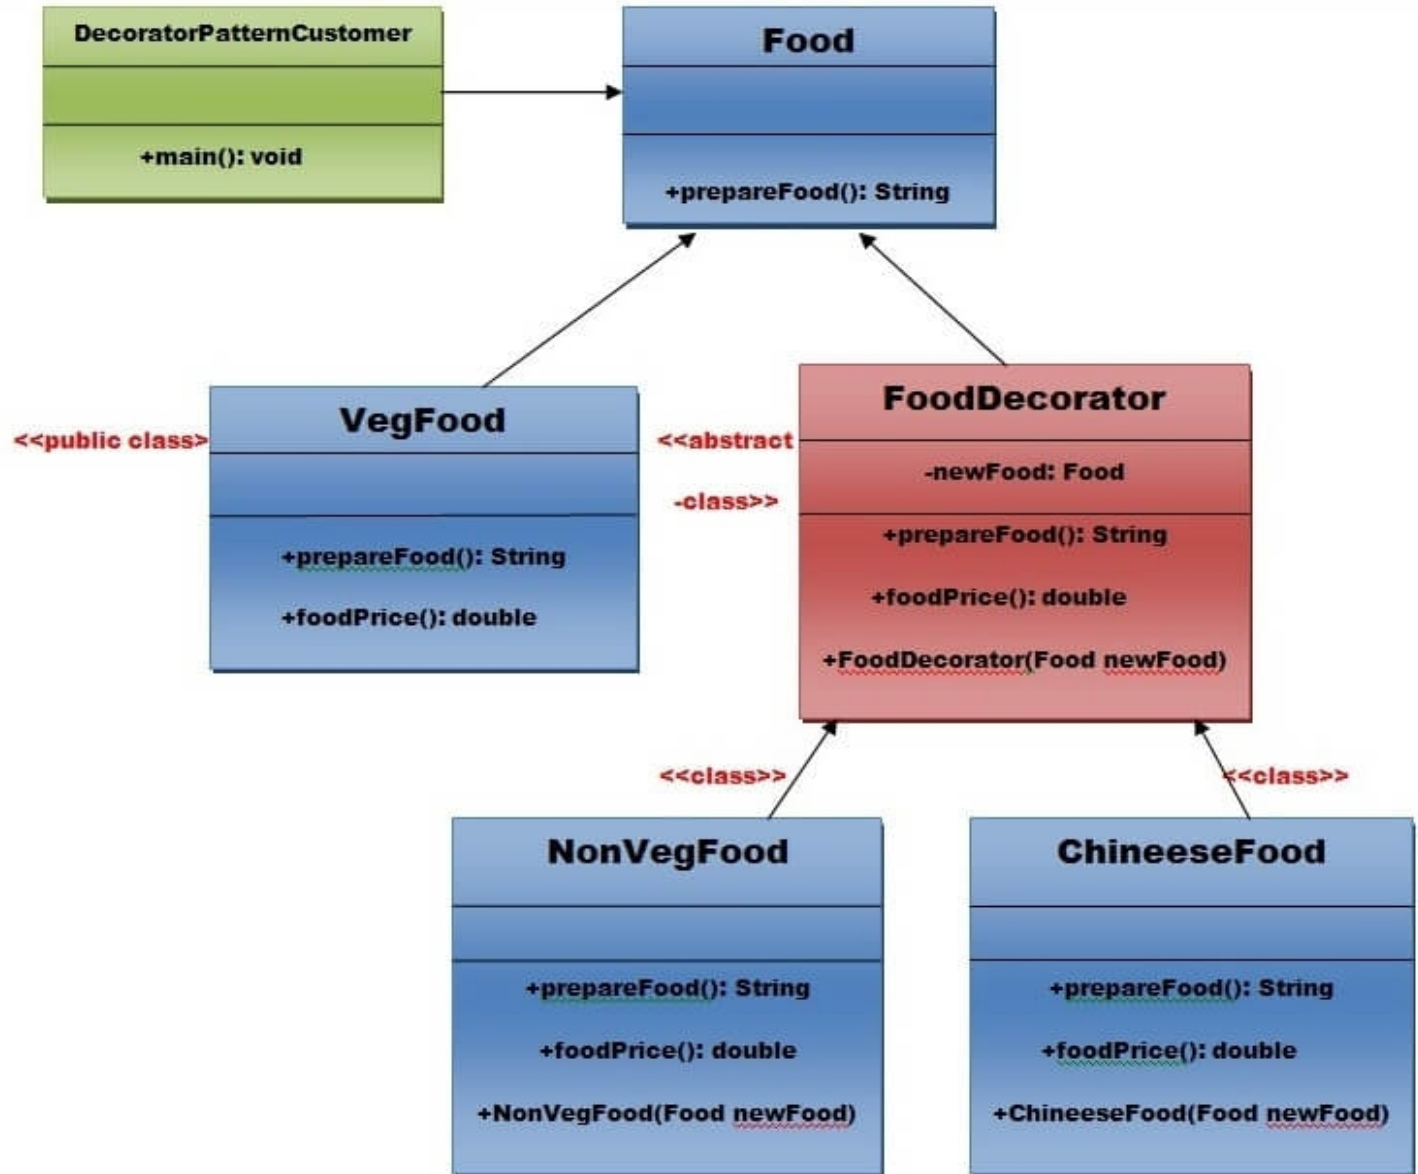 DecoratorPatternCustomer
+main(): void
Food
+prepareFood(): String
<<public class>
VegFood
+prepareFood(): String
+foodPrice(): double
<<abstract
-class>>
FoodDecorator
-newFood: Food
+prepareFood(): String
+foodPrice(): double
+FoodDecorator(Food newFood)
<<class>>
NonVegFood
+prepareFood(): String
+foodPrice(): double
+NonVegFood(Food newFood)
<<class>>
ChineeseFood
+prepareFood(): String
+foodPrice(): double
+ChineeseFood(Food newFood)